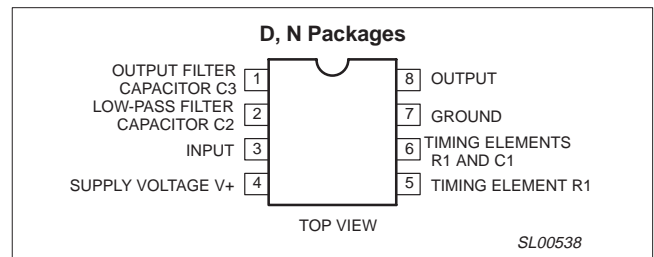 D, N Packages
OUTPUT FILTER
CAPACITOR C3
1
LOW-PASS FILTER
CAPACITOR C2
2
INPUT
3
SUPPLY VOLTAGE V+
4
8
OUTPUT
7
GROUND
6
TIMING ELEMENTS
R1 AND C1
5
TIMING ELEMENT R1
TOP VIEW
SL00538